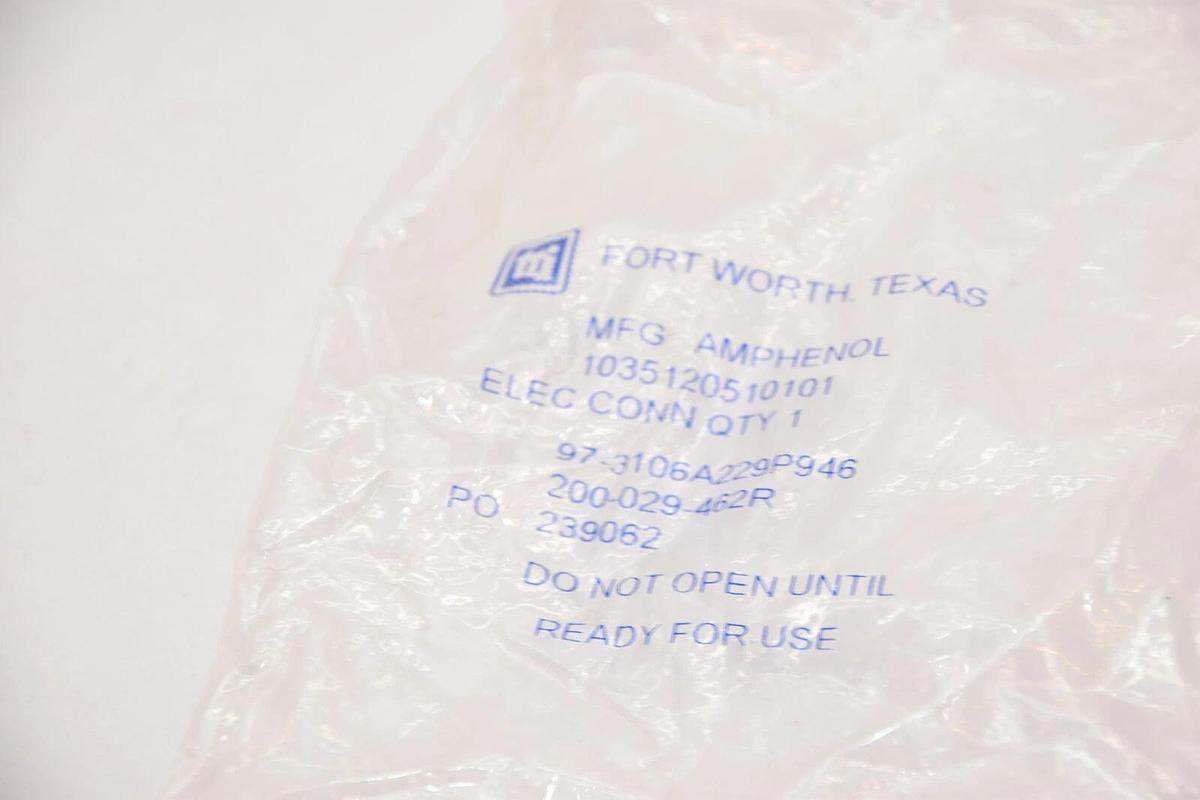 FORT WORTH, TEXAS
MFG AMPHENOL
1035120510101
ELEC CONN QTY 1
97-3106A229P946
200-029-462R
PO 239062
DO NOT OPEN UNTIL
READY FOR USE